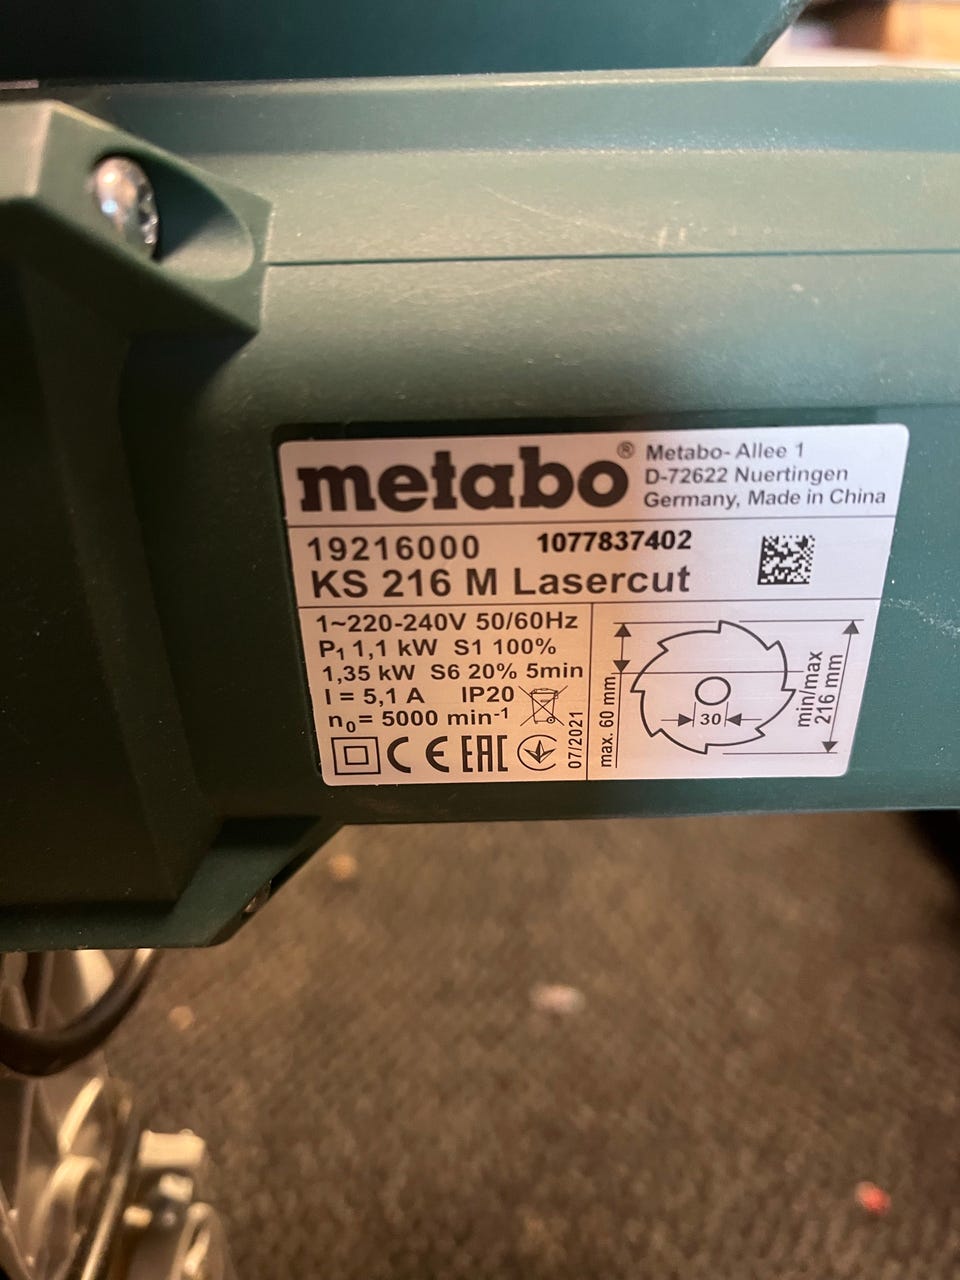 metabo®
Metabo- Allee 1
D-72622 Nuertingen
Germany, Made in China
19216000 1077837402
KS 216 M Lasercut
1~220-240V 50/60Hz
P1 1,1 kW S1 100%
1,35 kW S6 20% 5min
I = 5,1 A IP20
n0= 5000 min-1
CE EAC
07/2021
max. 60 mm
30
min/max
216 mm